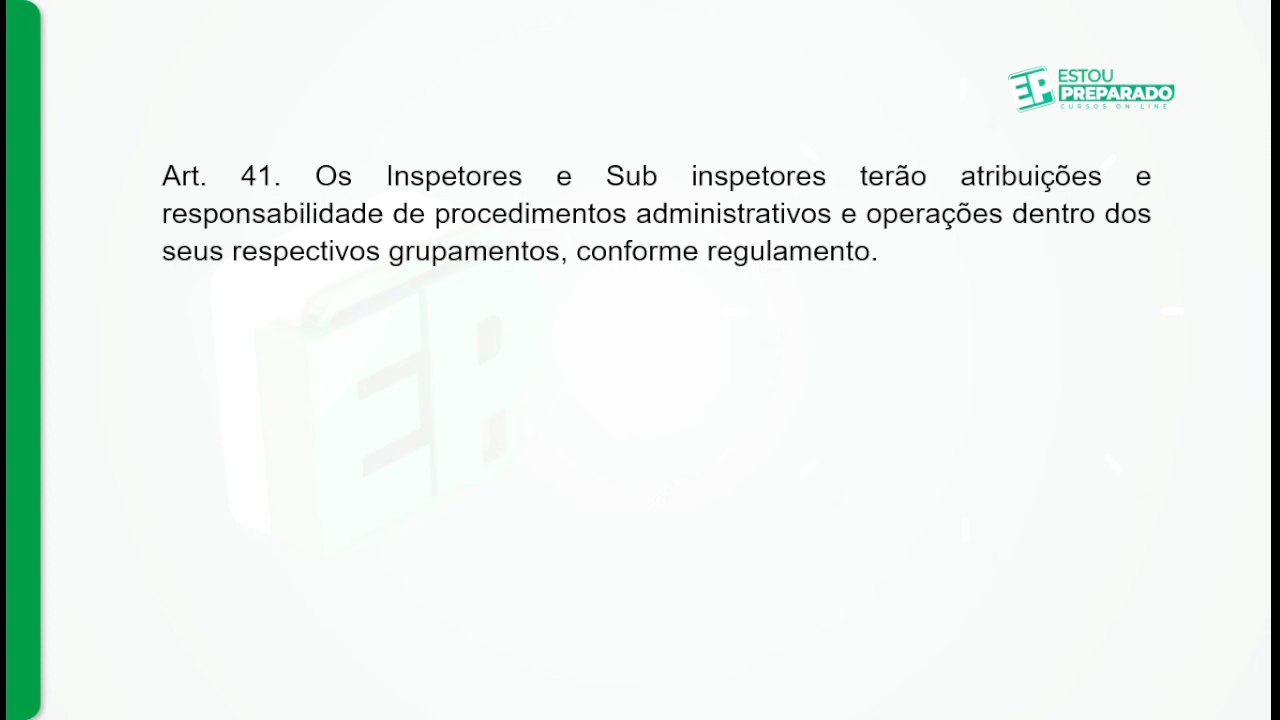 ESTOU
PREPARADO
CURSOS ON-LINE
Art. 41. Os Inspetores e Sub inspetores terão atribuições e
responsabilidade de procedimentos administrativos e operações dentro dos
seus respectivos grupamentos, conforme regulamento.
EP